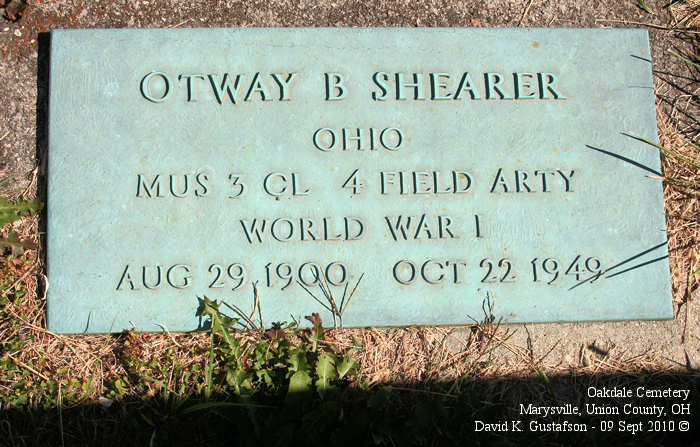 OTWAY B SHEARER
OHIO
MUS 3 CL 4 FIELD ARTY
WORLD WAR I
AUG 29 1900 OCT 22 1949
Oakdale Cemetery
Marysville, Union County, OH
David K. Gustafson - 09 Sept 2010 ©